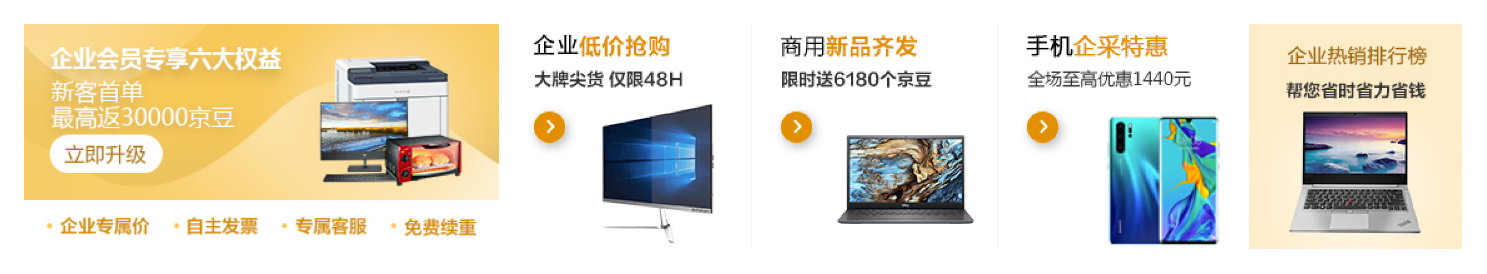 企业会员专享六大权益
新客首单
最高返30000京豆
立即升级
企业专属价
自主发票
专属客服
免费续重
企业低价抢购
大牌尖货 仅限48H
商用新品齐发
限时送6180个京豆
手机企采特惠
全场至高优惠1440元
企业热销排行榜
帮您省时省力省钱